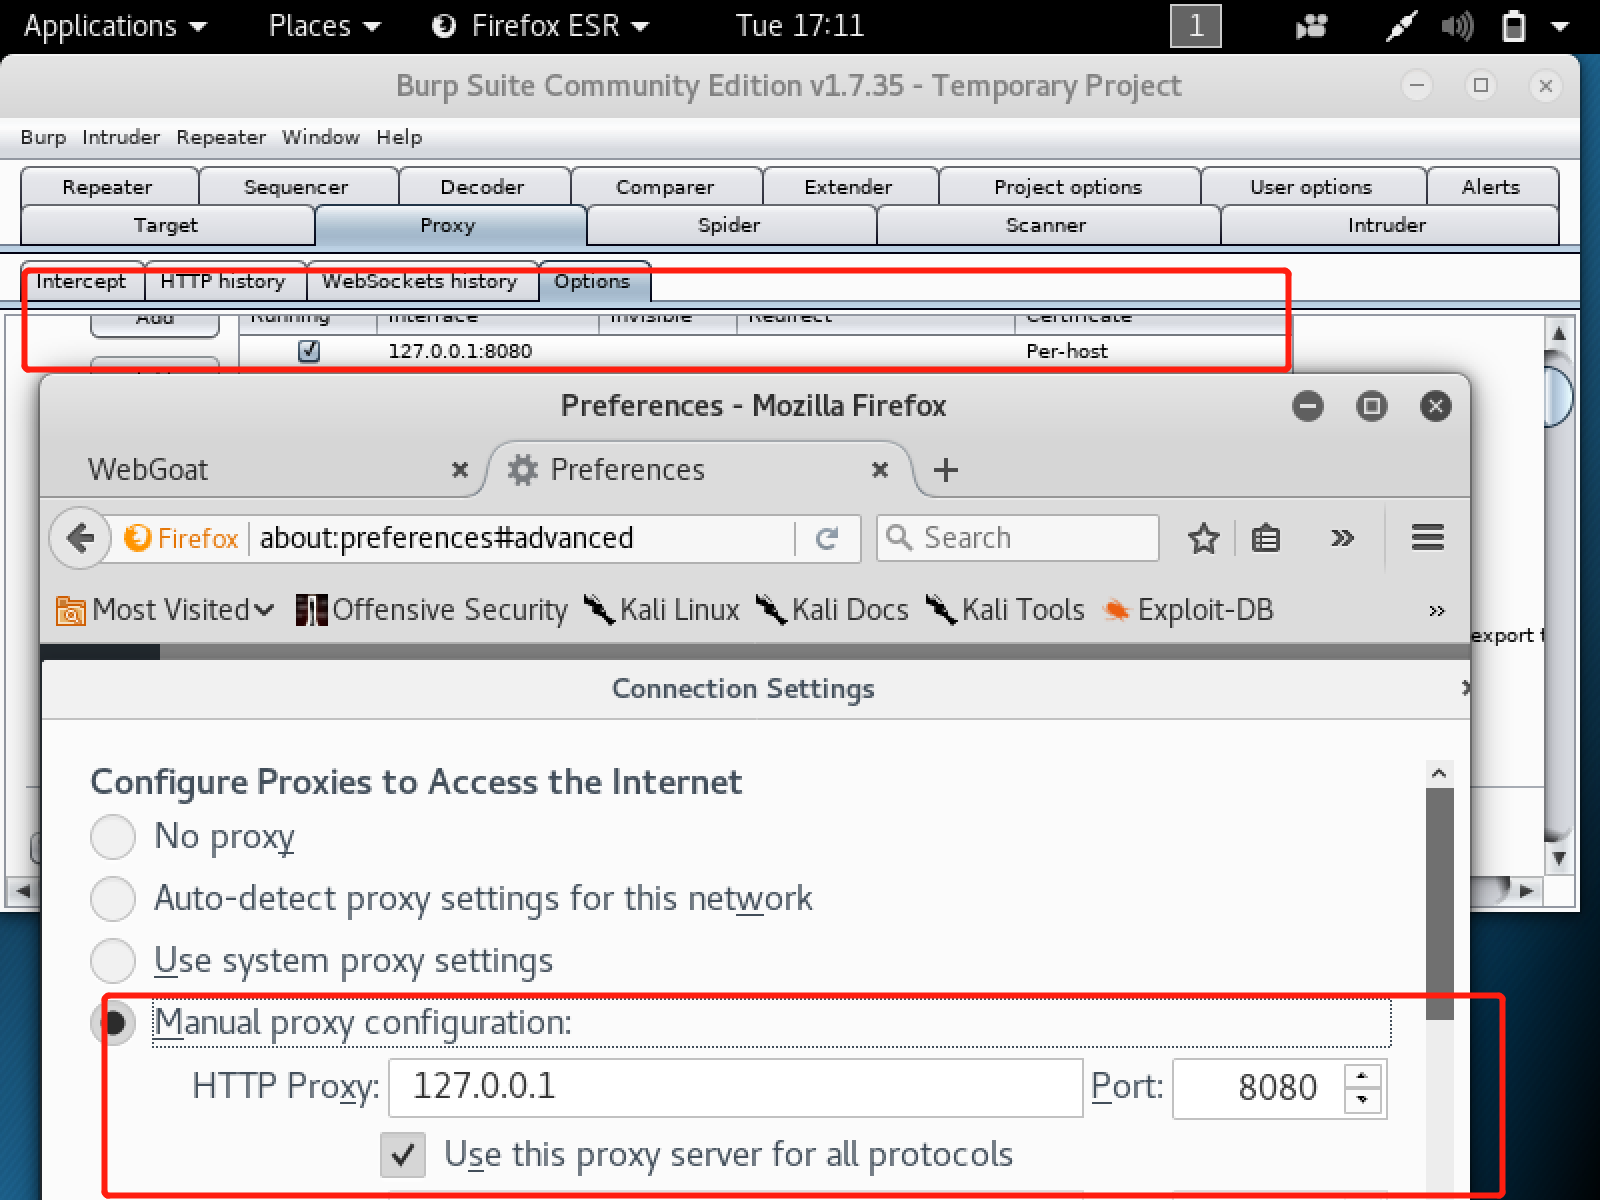 Applications Places Firefox ESR Tue 17:11 1
Burp Suite Community Edition v1.7.35 - Temporary Project
Burp Intruder Repeater Window Help
Repeater Sequencer Decoder Comparer Extender Project options User options Alerts
Target Proxy Spider Scanner Intruder
Intercept HTTP history WebSockets history Options
Add Running Interface Invisible Redirect Certificate
127.0.0.1:8080 Per-host
Preferences - Mozilla Firefox
WebGoat Preferences
Firefox about:preferences#advanced Search
Most Visited Offensive Security Kali Linux Kali Docs Kali Tools Exploit-DB »
export
Connection Settings
Configure Proxies to Access the Internet
No proxy
Auto-detect proxy settings for this network
Use system proxy settings
Manual proxy configuration:
HTTP Proxy: 127.0.0.1 Port: 8080
Use this proxy server for all protocols